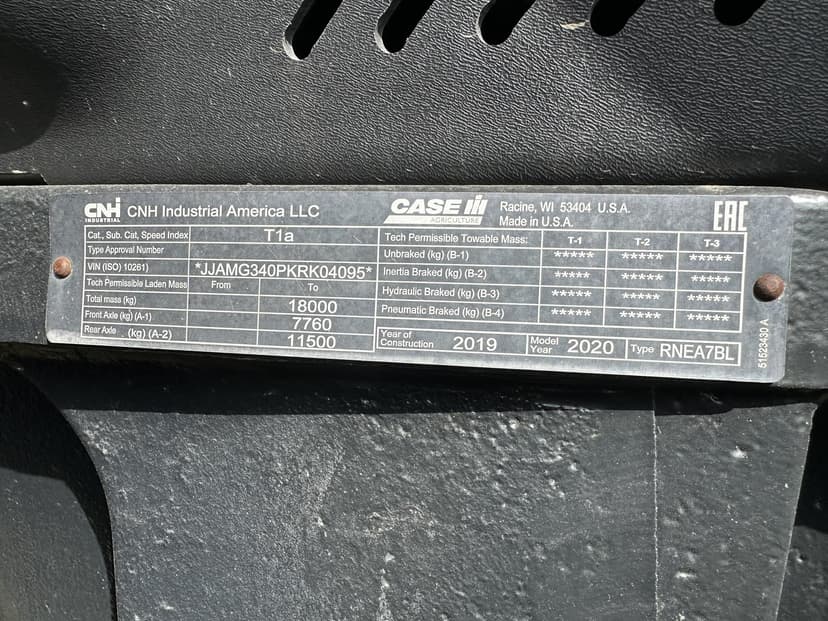 CNH INDUSTRIAL CNH Industrial America LLC CASE IH AGRICULTURE Racine, WI 53404 U.S.A. Made in U.S.A. EAC
Cat., Sub. Cat, Speed Index T1a
Type Approval Number
VIN (ISO) 10261) *JJAMG340PKRK04095*
Tech Permissible Laden Mass From To
Total mass (kg) 18000
Front Axle (kg) (A-1) 7760
Rear Axle (kg) (A-2) 11500
Tech Permissible Towable Mass: T-1 T-2 T-3
Unbraked (kg) (B-1) ***** ***** *****
Inertia Braked (kg) (B-2) ***** ***** *****
Hydraulic Braked (kg) (B-3) ***** ***** *****
Pneumatic Braked (kg) (B-4) ***** ***** *****
Year of Construction 2019 Model Year 2020 Type RNEA7BL
51523430 A